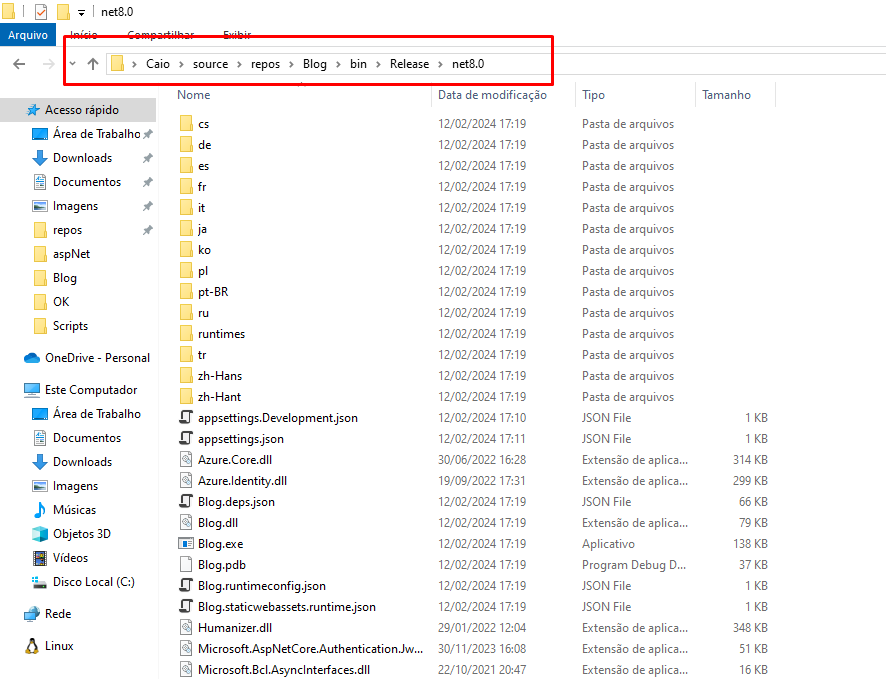 net8.0
Arquivo Início Compartilhar Exibir
Caio source repos Blog bin Release net8.0
Nome Data de modificação Tipo Tamanho
Acesso rápido
Área de Trabalho
Downloads
Documentos
Imagens
repos
aspNet
Blog
OK
Scripts
OneDrive - Personal
Este Computador
Área de Trabalho
Documentos
Downloads
Imagens
Músicas
Objetos 3D
Vídeos
Disco Local (C:)
Rede
Linux
cs 12/02/2024 17:19 Pasta de arquivos
de 12/02/2024 17:19 Pasta de arquivos
es 12/02/2024 17:19 Pasta de arquivos
fr 12/02/2024 17:19 Pasta de arquivos
it 12/02/2024 17:19 Pasta de arquivos
ja 12/02/2024 17:19 Pasta de arquivos
ko 12/02/2024 17:19 Pasta de arquivos
pl 12/02/2024 17:19 Pasta de arquivos
pt-BR 12/02/2024 17:19 Pasta de arquivos
ru 12/02/2024 17:19 Pasta de arquivos
runtimes 12/02/2024 17:19 Pasta de arquivos
tr 12/02/2024 17:19 Pasta de arquivos
zh-Hans 12/02/2024 17:19 Pasta de arquivos
zh-Hant 12/02/2024 17:19 Pasta de arquivos
appsettings.Development.json 12/02/2024 17:10 JSON File 1 KB
appsettings.json 12/02/2024 17:11 JSON File 1 KB
Azure.Core.dll 30/06/2022 16:28 Extensão de aplica... 314 KB
Azure.Identity.dll 19/09/2022 17:31 Extensão de aplica... 299 KB
Blog.deps.json 12/02/2024 17:19 JSON File 66 KB
Blog.dll 12/02/2024 17:19 Extensão de aplica... 79 KB
Blog.exe 12/02/2024 17:19 Aplicativo 138 KB
Blog.pdb 12/02/2024 17:19 Program Debug D... 37 KB
Blog.runtimeconfig.json 12/02/2024 17:19 JSON File 1 KB
Blog.staticwebassets.runtime.json 12/02/2024 17:19 JSON File 1 KB
Humanizer.dll 29/01/2022 12:04 Extensão de aplica... 348 KB
Microsoft.AspNetCore.Authentication.Jw... 30/11/2023 16:08 Extensão de aplica... 51 KB
Microsoft.Bcl.AsyncInterfaces.dll 22/10/2021 20:47 Extensão de aplica... 16 KB